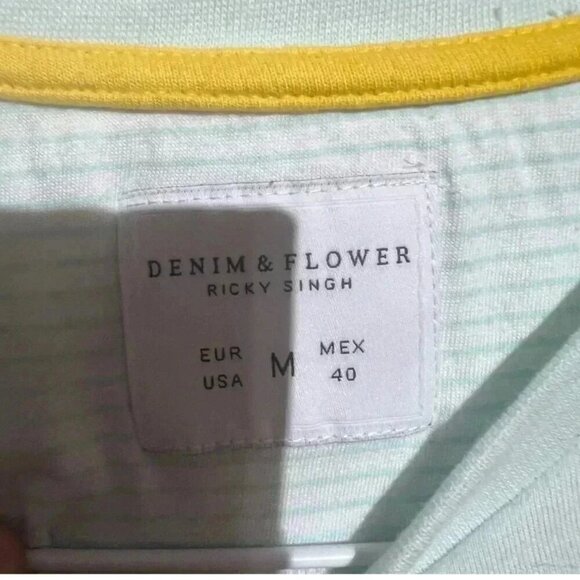 DENIM & FLOWER
RICKY SINGH
EUR M MEX
USA 40